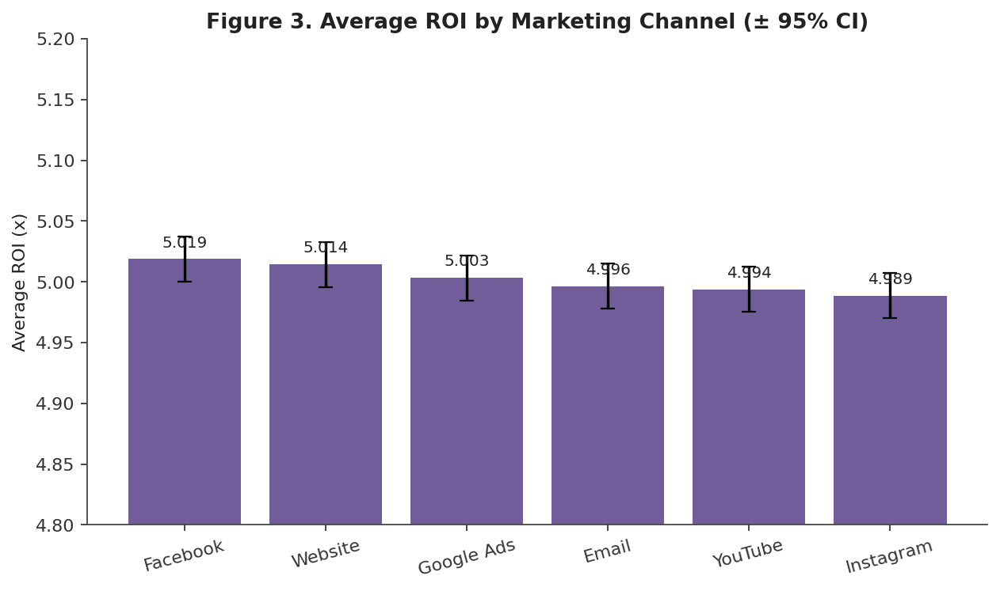 Figure 3. Average ROI by Marketing Channel (± 95% CI)
Average ROI (x)
5.20
5.15
5.10
5.05
5.00
4.95
4.90
4.85
4.80
5.019
5.014
5.003
4.996
4.994
4.989
Facebook
Website
Google Ads
Email
YouTube
Instagram